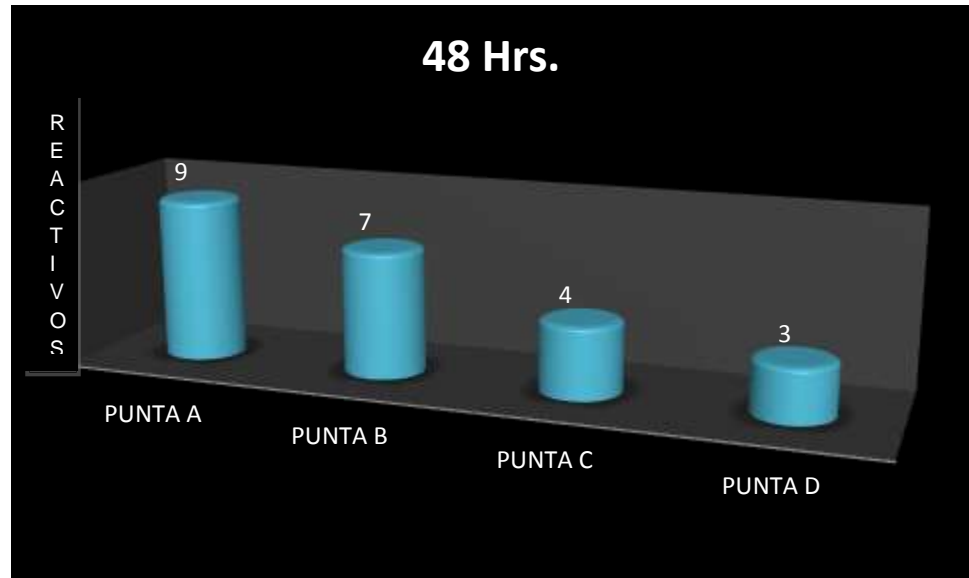 48 Hrs.
R
E
A
C
T
I
V
O
S
9
7
4
3
PUNTA A
PUNTA B
PUNTA C
PUNTA D